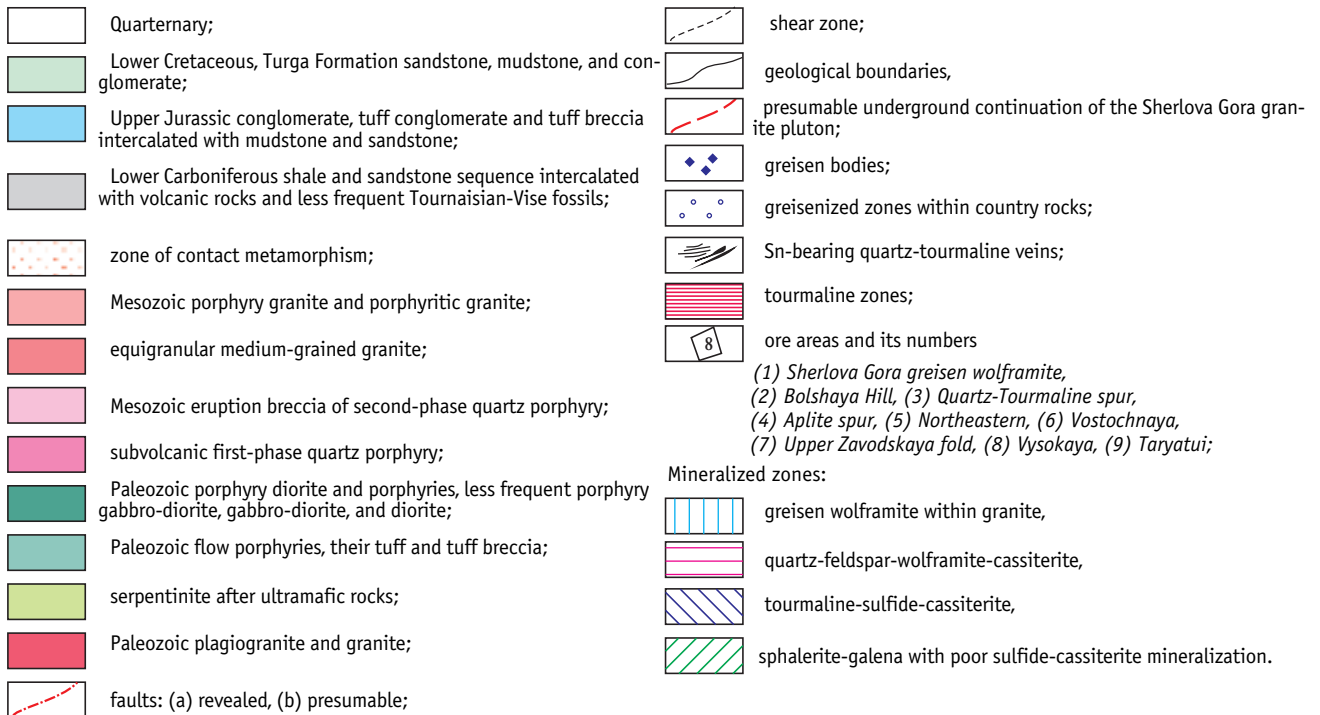 Quarternary;
Lower Cretaceous, Turga Formation sandstone, mudstone, and con-
glomerate;
Upper Jurassic conglomerate, tuff conglomerate and tuff breccia
intercalated with mudstone and sandstone;
Lower Carboniferous shale and sandstone sequence intercalated
with volcanic rocks and less frequent Tournaisian-Vise fossils;
zone of contact metamorphism;
Mesozoic porphyry granite and porphyritic granite;
equigranular medium-grained granite;
Mesozoic eruption breccia of second-phase quartz porphyry;
subvolcanic first-phase quartz porphyry;
Paleozoic porphyry diorite and porphyries, less frequent porphyry
gabbro-diorite, gabbro-diorite, and diorite;
Paleozoic flow porphyries, their tuff and tuff breccia;
serpentinite after ultramafic rocks;
Paleozoic plagiogranite and granite;
faults: (a) revealed, (b) presumable;
shear zone;
geological boundaries,
presumable underground continuation of the Sherlova Gora gran-
ite pluton;
greisen bodies;
greisenized zones within country rocks;
Sn-bearing quartz-tourmaline veins;
tourmaline zones;
8
ore areas and its numbers
(1) Sherlova Gora greisen wolframite,
(2) Bolshaya Hill, (3) Quartz-Tourmaline spur,
(4) Aplite spur, (5) Northeastern, (6) Vostochnaya,
(7) Upper Zavodskaya fold, (8) Vysokaya, (9) Taryatui;
Mineralized zones:
greisen wolframite within granite,
quartz-feldspar-wolframite-cassiterite,
tourmaline-sulfide-cassiterite,
sphalerite-galena with poor sulfide-cassiterite mineralization.